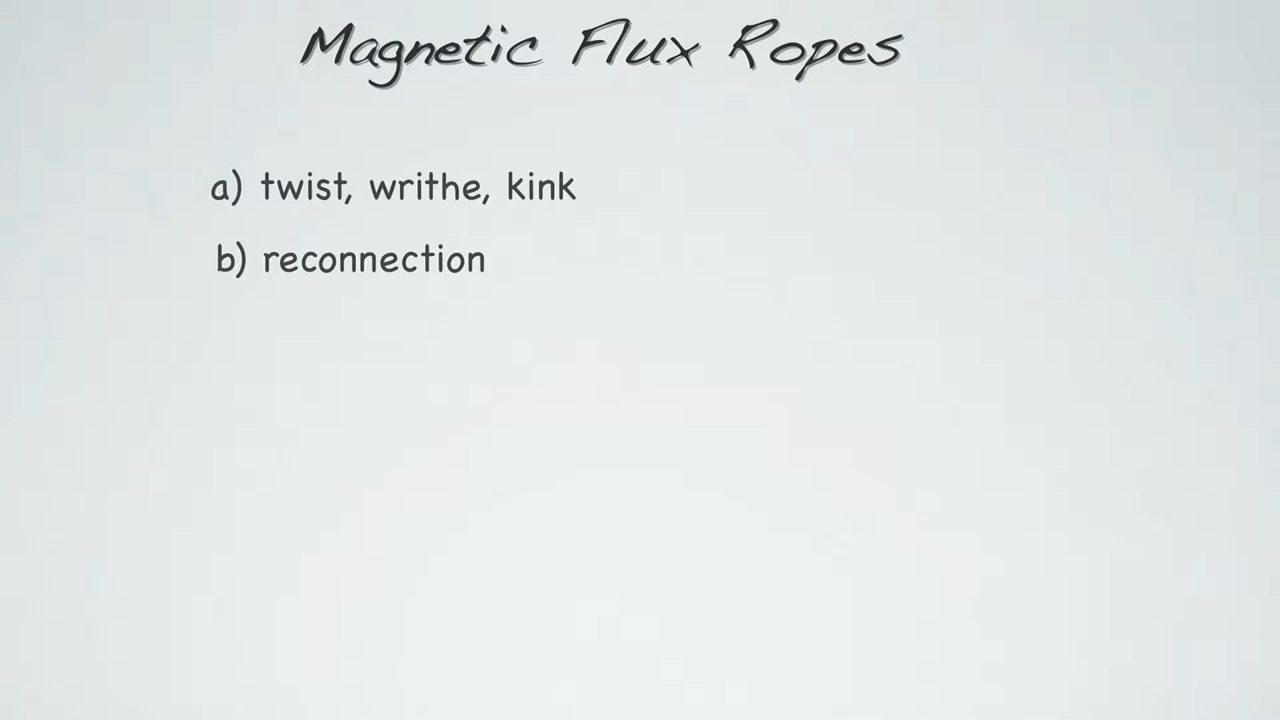 Magnetic Flux Ropes
a) twist, writhe, kink
b) reconnection